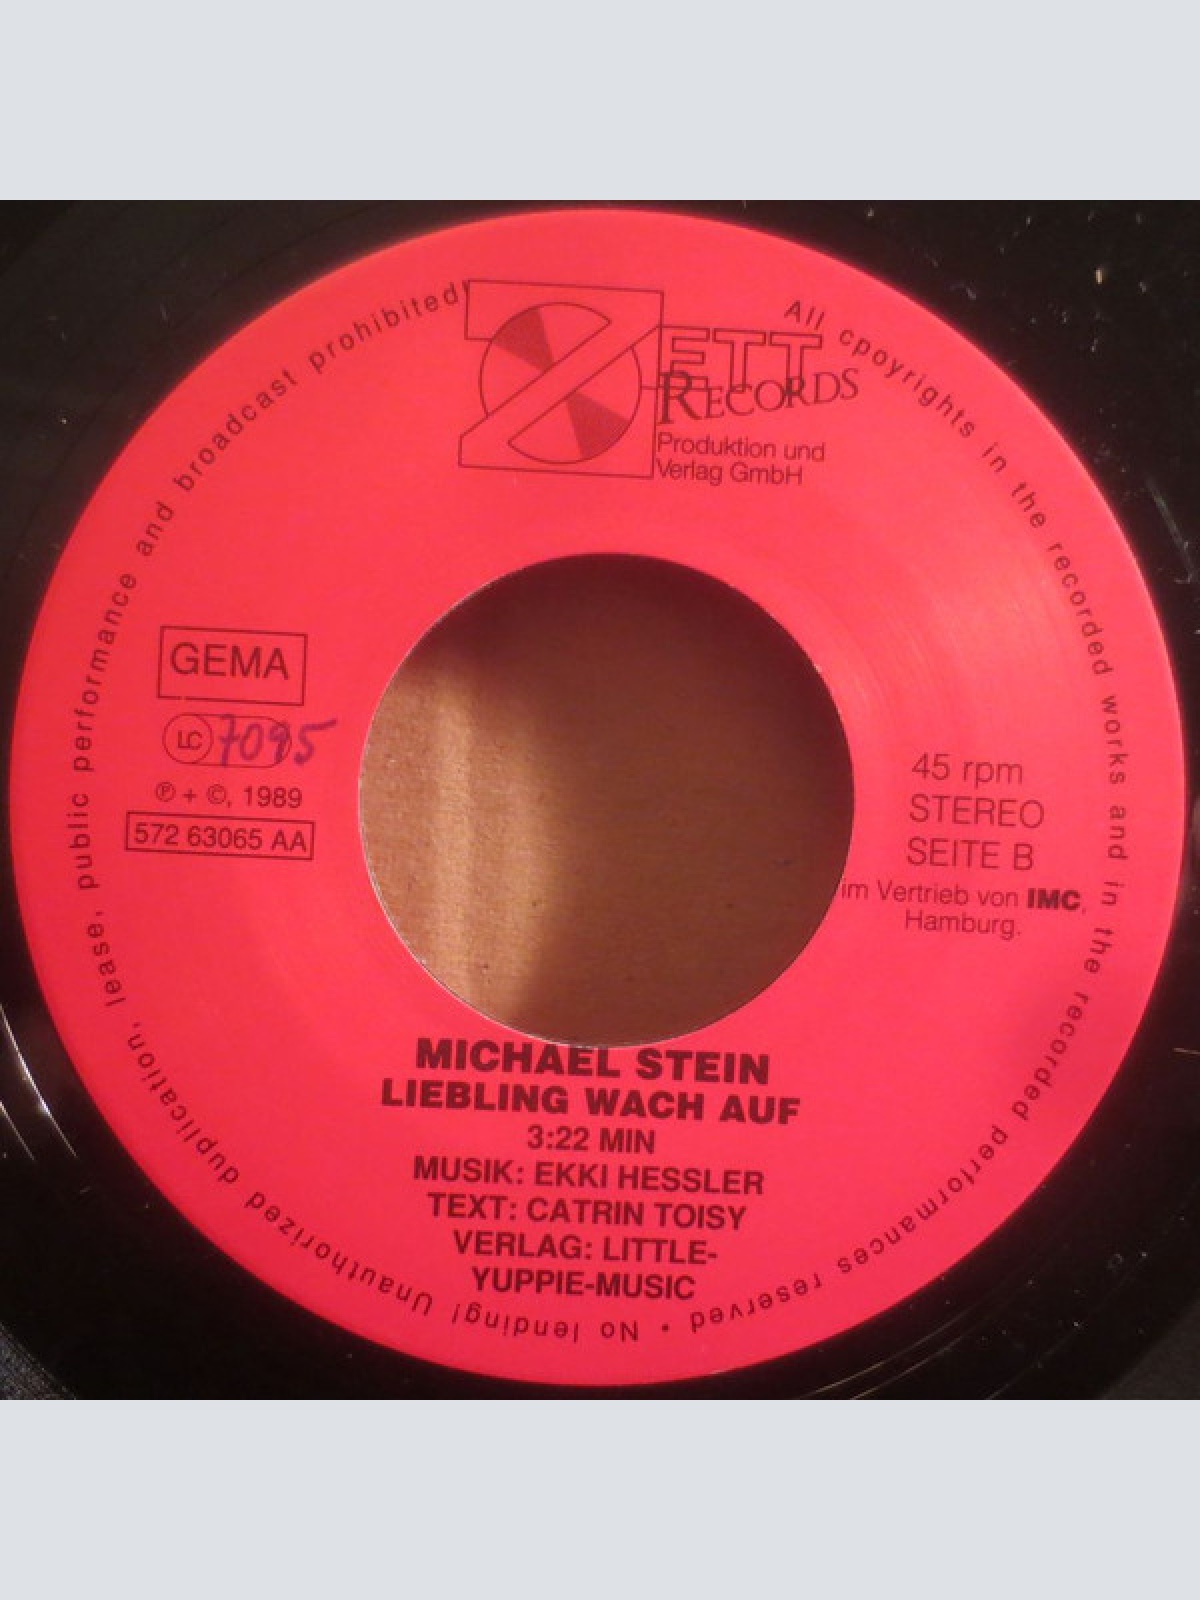 ZETT
RECORDS
Produktion und
Verlag GmbH
All cpoyrights in the recorded works and in the recorded performances reserved • No lending! Unauthorized duplication, lease, public performance and broadcast prohibited!
GEMA
LC 7095
℗ + ©, 1989
572 63065 AA
45 rpm
STEREO
SEITE B
im Vertrieb von IMC,
Hamburg.
MICHAEL STEIN
LIEBLING WACH AUF
3:22 MIN
MUSIK: EKKI HESSLER
TEXT: CATRIN TOISY
VERLAG: LITTLE-
YUPPIE-MUSIC